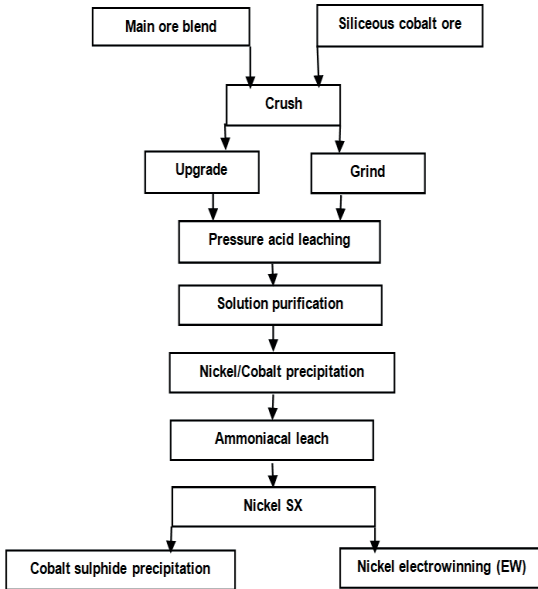 Main ore blend
Siliceous cobalt ore
Crush
Upgrade
Grind
Pressure acid leaching
Solution purification
Nickel/Cobalt precipitation
Ammoniacal leach
Nickel SX
Cobalt sulphide precipitation
Nickel electrowinning (EW)